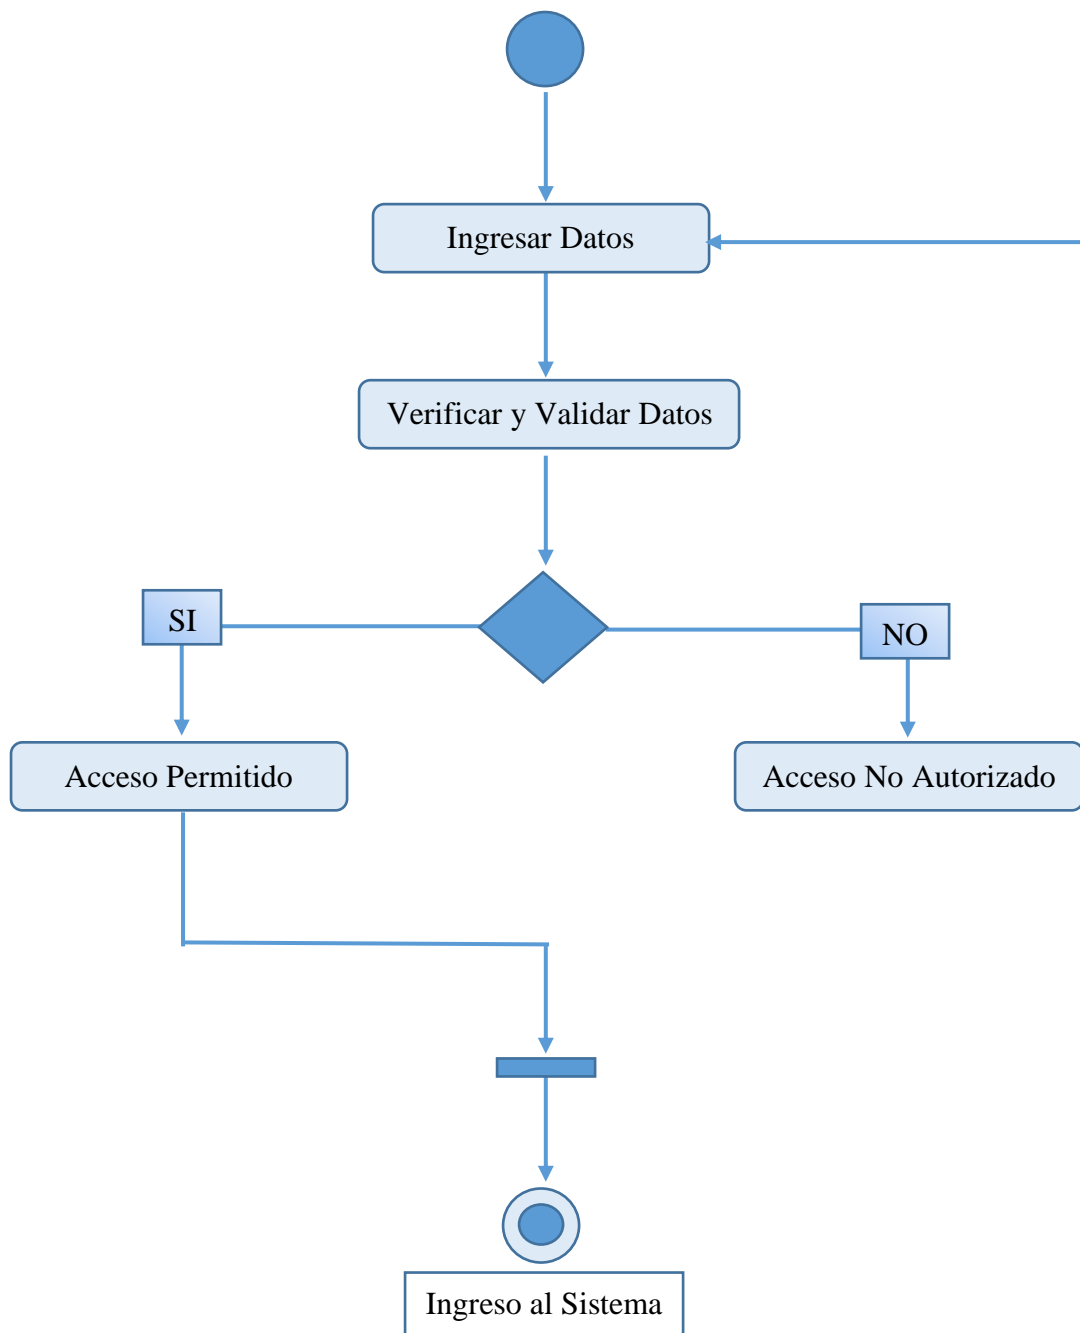 Ingresar Datos
Verificar y Validar Datos
SI
NO
Acceso Permitido
Acceso No Autorizado
Ingreso al Sistema